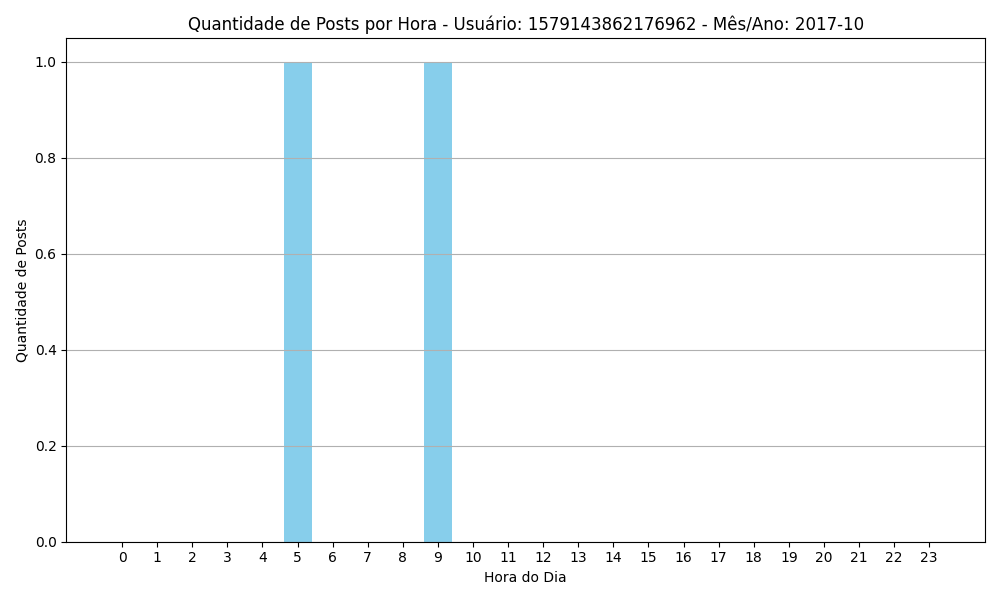 Quantidade de Posts por Hora - Usuário: 1579143862176962 - Mês/Ano: 2017-10
Quantidade de Posts
1.0
0.8
0.6
0.4
0.2
0.0
0 1 2 3 4 5 6 7 8 9 10 11 12 13 14 15 16 17 18 19 20 21 22 23
Hora do Dia